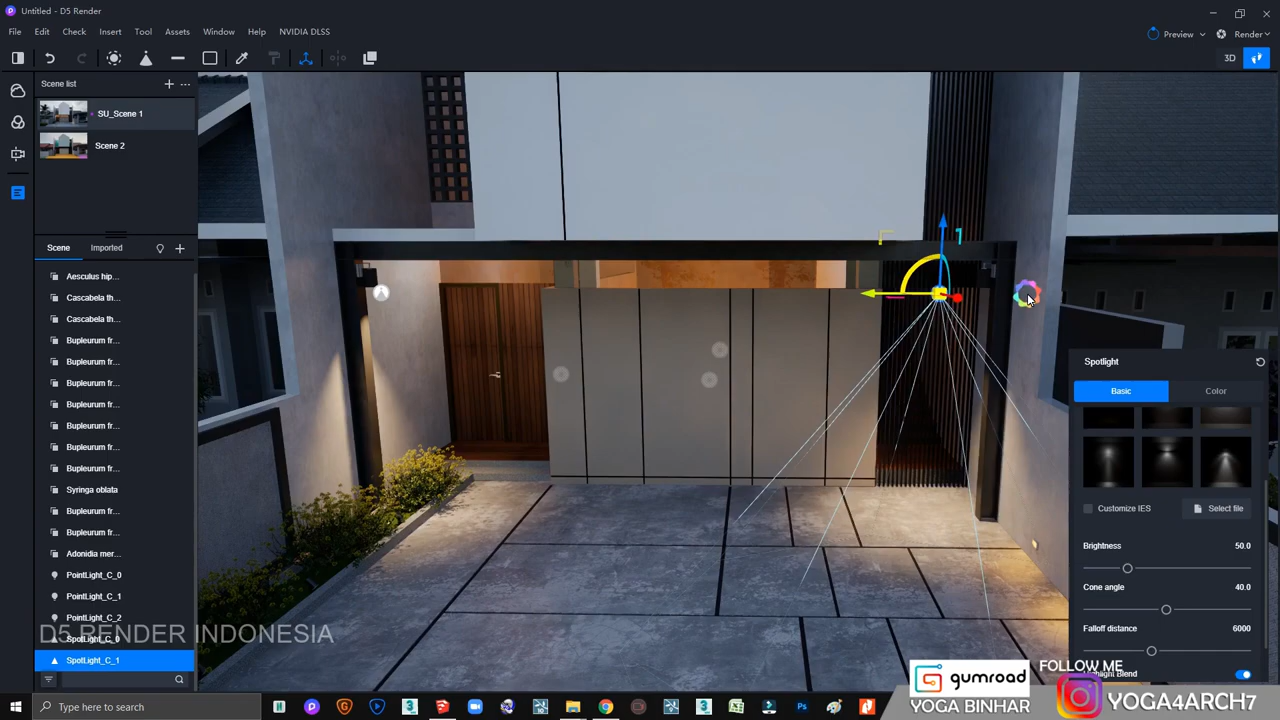 Untitled - D5 Render
File Edit Check Insert Tool Assets Window Help NVIDIA DLSS
Preview Render
3D
Scene list
SU_Scene 1
Scene 2
Scene Imported
Aesculus hip...
Cascabela th...
Cascabela th...
Bupleurum fr...
Bupleurum fr...
Bupleurum fr...
Bupleurum fr...
Bupleurum fr...
Bupleurum fr...
Bupleurum fr...
Syringa oblata
Bupleurum fr...
Bupleurum fr...
Adonidia mer...
PointLight_C_0
PointLight_C_1
PointLight_C_2
SpotLight_C_0
SpotLight_C_1
D5 RENDER INDONESIA
1
Spotlight
Basic Color
Customize IES Select file
Brightness 50.0
Cone angle 40.0
Falloff distance 6000
Highlight Blend
FOLLOW ME
gumroad
YOGA BINHAR
YOGA4ARCH7
Type here to search